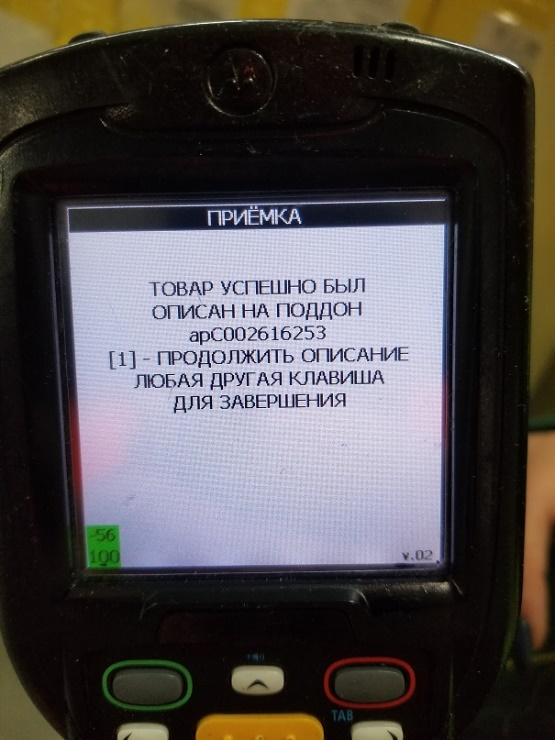 ПРИЁМКА
ТОВАР УСПЕШНО БЫЛ
ОПИСАН НА ПОДДОН
apC002616253
[1] - ПРОДОЛЖИТЬ ОПИСАНИЕ
ЛЮБАЯ ДРУГАЯ КЛАВИША
ДЛЯ ЗАВЕРШЕНИЯ
-56
100
v.02
TAB